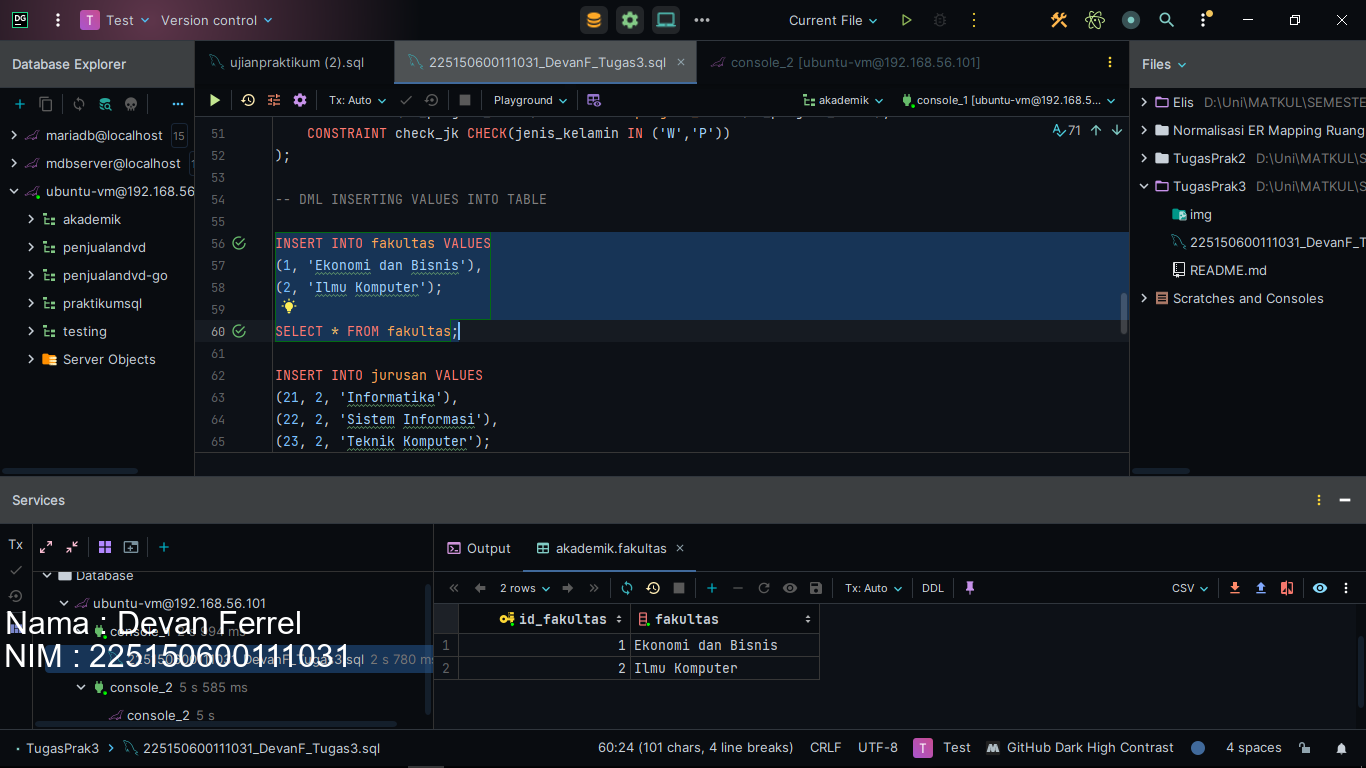 DG
T Test Version control Current File
Database Explorer
ujianpraktikum (2).sql 225150600111031_DevanF_Tugas3.sql console_2 [ubuntu-vm@192.168.56.101]
Files
Tx: Auto Playground akademik console_1 [ubuntu-vm@192.168.5...
mariadb@localhost 15
mdbserver@localhost
ubuntu-vm@192.168.56
akademik
penjualandvd
penjualandvd-go
praktikumsql
testing
Server Objects
71
51 CONSTRAINT check_jk CHECK(jenis_kelamin IN ('W','P'))
52 );
53
54 -- DML INSERTING VALUES INTO TABLE
55
56 INSERT INTO fakultas VALUES
57 (1, 'Ekonomi dan Bisnis'),
58 (2, 'Ilmu Komputer');
59
60 SELECT * FROM fakultas;
61
62 INSERT INTO jurusan VALUES
63 (21, 2, 'Informatika'),
64 (22, 2, 'Sistem Informasi'),
65 (23, 2, 'Teknik Komputer');
Elis D:\Uni\MATKUL\SEMESTE
Normalisasi ER Mapping Ruang
TugasPrak2 D:\Uni\MATKUL\S
TugasPrak3 D:\Uni\MATKUL\S
img
225150600111031_DevanF_T
README.md
Scratches and Consoles
Services
Tx
Database
ubuntu-vm@192.168.56.101
console_1 2 s 994 ms
225150600111031_DevanF_Tugas3.sql 2 s 780 ms
console_2 5 s 585 ms
console_2 5 s
Nama : Devan Ferrel
NIM : 225150600111031
Output akademik.fakultas
2 rows Tx: Auto DDL CSV
id_fakultas fakultas
1 1 Ekonomi dan Bisnis
2 2 Ilmu Komputer
TugasPrak3 225150600111031_DevanF_Tugas3.sql 60:24 (101 chars, 4 line breaks) CRLF UTF-8 T Test GitHub Dark High Contrast 4 spaces